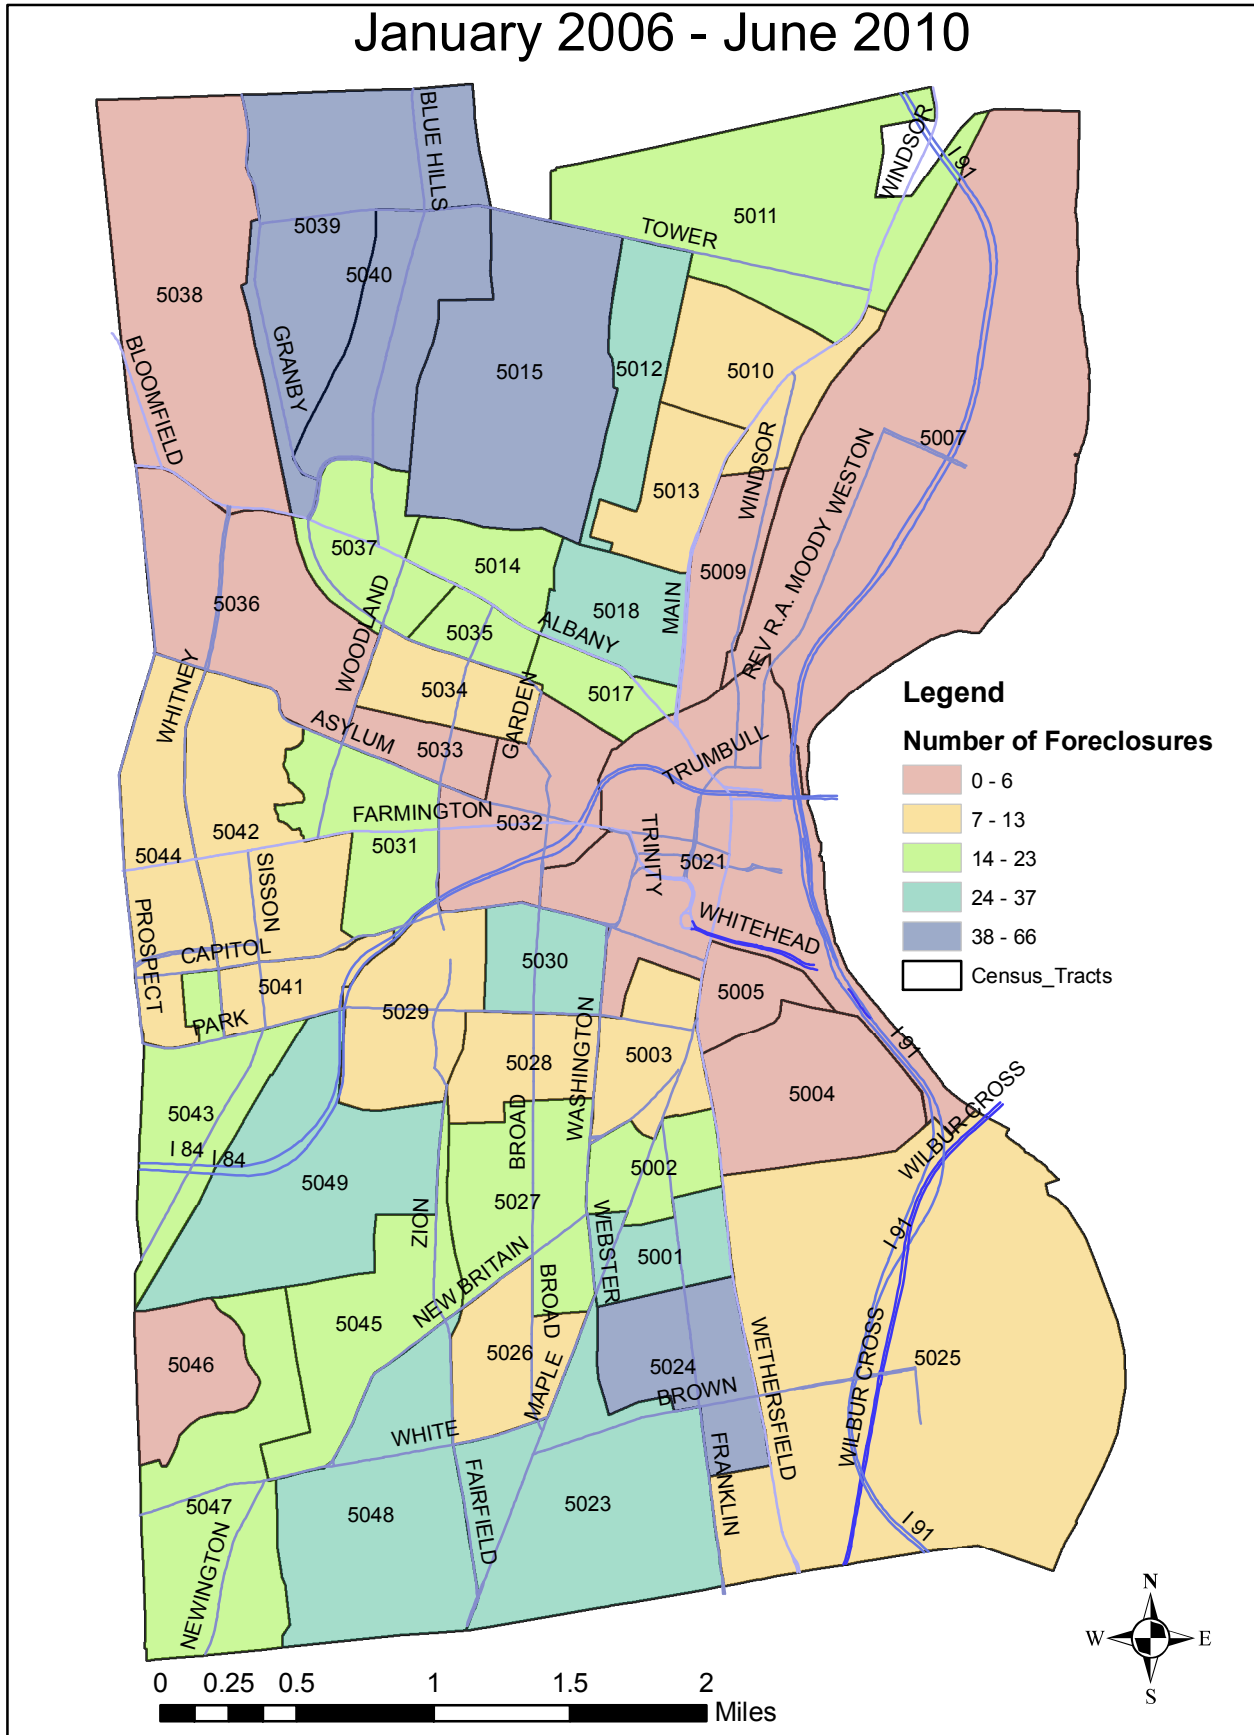 January 2006 - June 2010
BLUE HILLS
WINDSOR
I 91
5011
5039
TOWER
5040
5038
GRANBY
BLOOMFIELD
5015
5012
5010
WINDSOR
5007
5013
REV R.A. MOODY WESTON
5037
5014
5009
5036
WOODLAND
5018
MAIN
5035
ALBANY
WHITNEY
5034
GARDEN
5017
ASYLUM
5033
TRUMBULL
Legend
Number of Foreclosures
0 - 6
7 - 13
14 - 23
24 - 37
38 - 66
Census_Tracts
FARMINGTON
5032
5042
5044
5031
SISSON
TRINITY
5021
PROSPECT
WHITEHEAD
CAPITOL
5030
5041
5005
PARK
5029
WASHINGTON
I 91
5003
5028
5004
WILBUR CROSS
5043
BROAD
I 84
I 84
5002
5049
5027
ZION
WEBSTER
I 91
5001
NEW BRITAIN
BROAD
5045
5046
5026
MAPLE
5024
BROWN
WETHERSFIELD
WILBUR CROSS
5025
WHITE
FRANKLIN
FAIRFIELD
5047
5048
5023
I 91
NEWINGTON
N
W
E
S
0 0.25 0.5 1 1.5 2
Miles